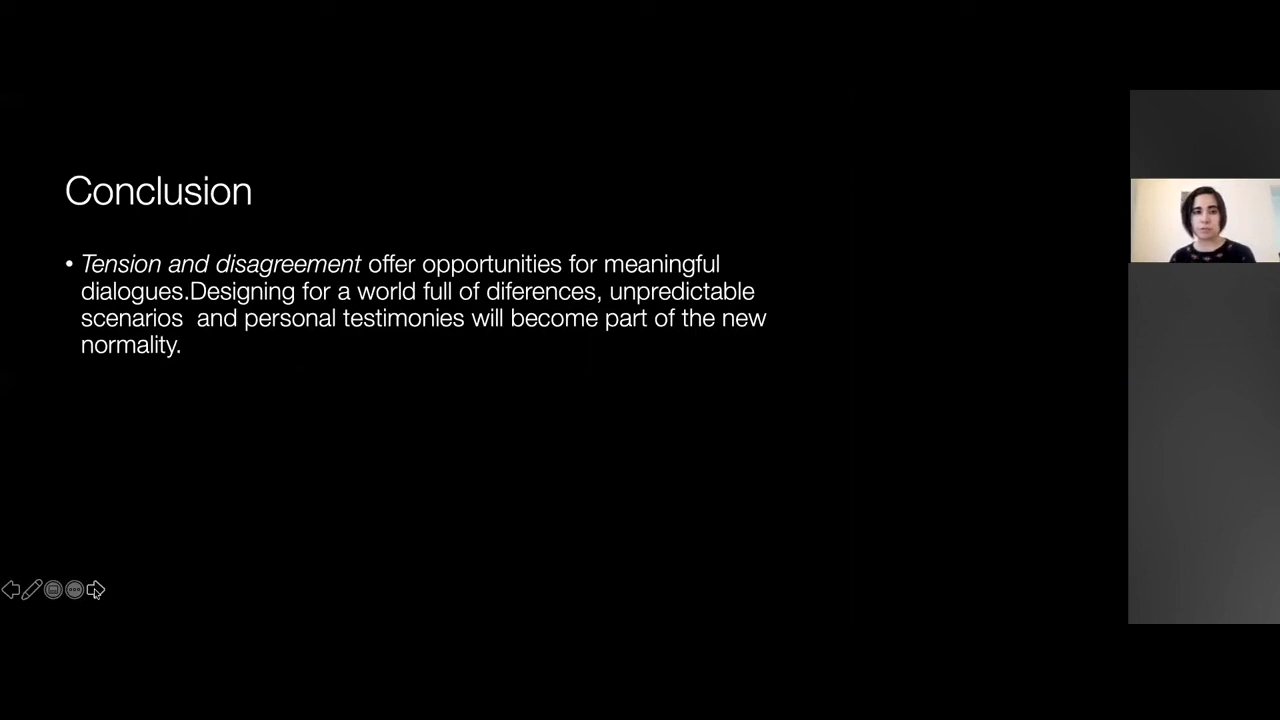 Conclusion
• Tension and disagreement offer opportunities for meaningful
dialogues.Designing for a world full of diferences, unpredictable
scenarios  and personal testimonies will become part of the new
normality.